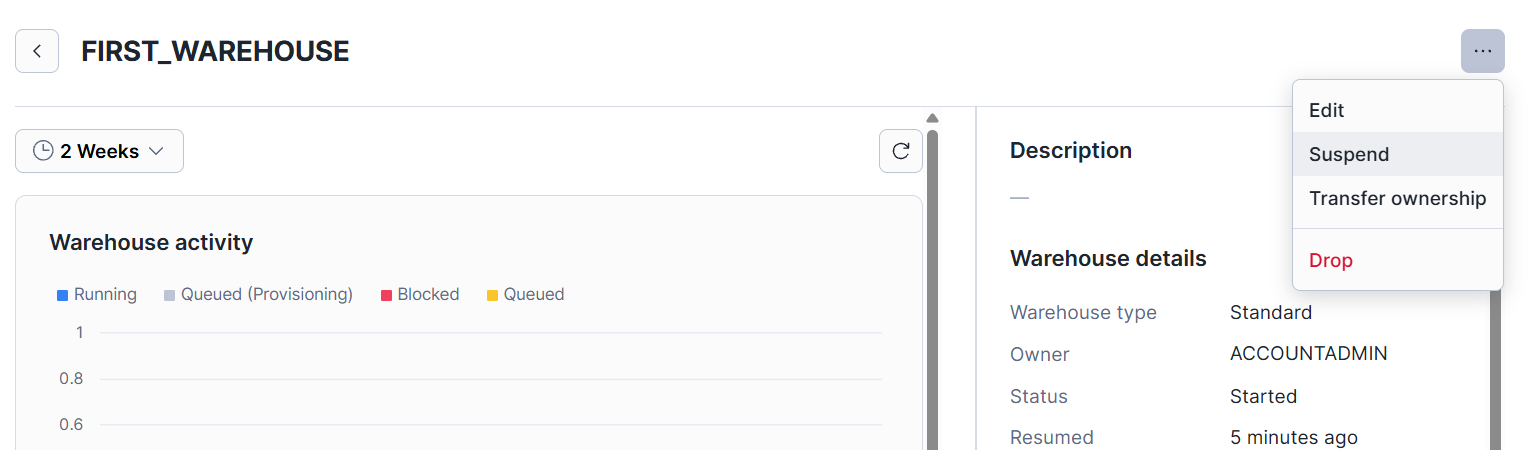 FIRST_WAREHOUSE
...
Edit
Suspend
Transfer ownership
Drop
2 Weeks
Warehouse activity
Running Queued (Provisioning) Blocked Queued
1
0.8
0.6
Description
—
Warehouse details
Warehouse type Standard
Owner ACCOUNTADMIN
Status Started
Resumed 5 minutes ago